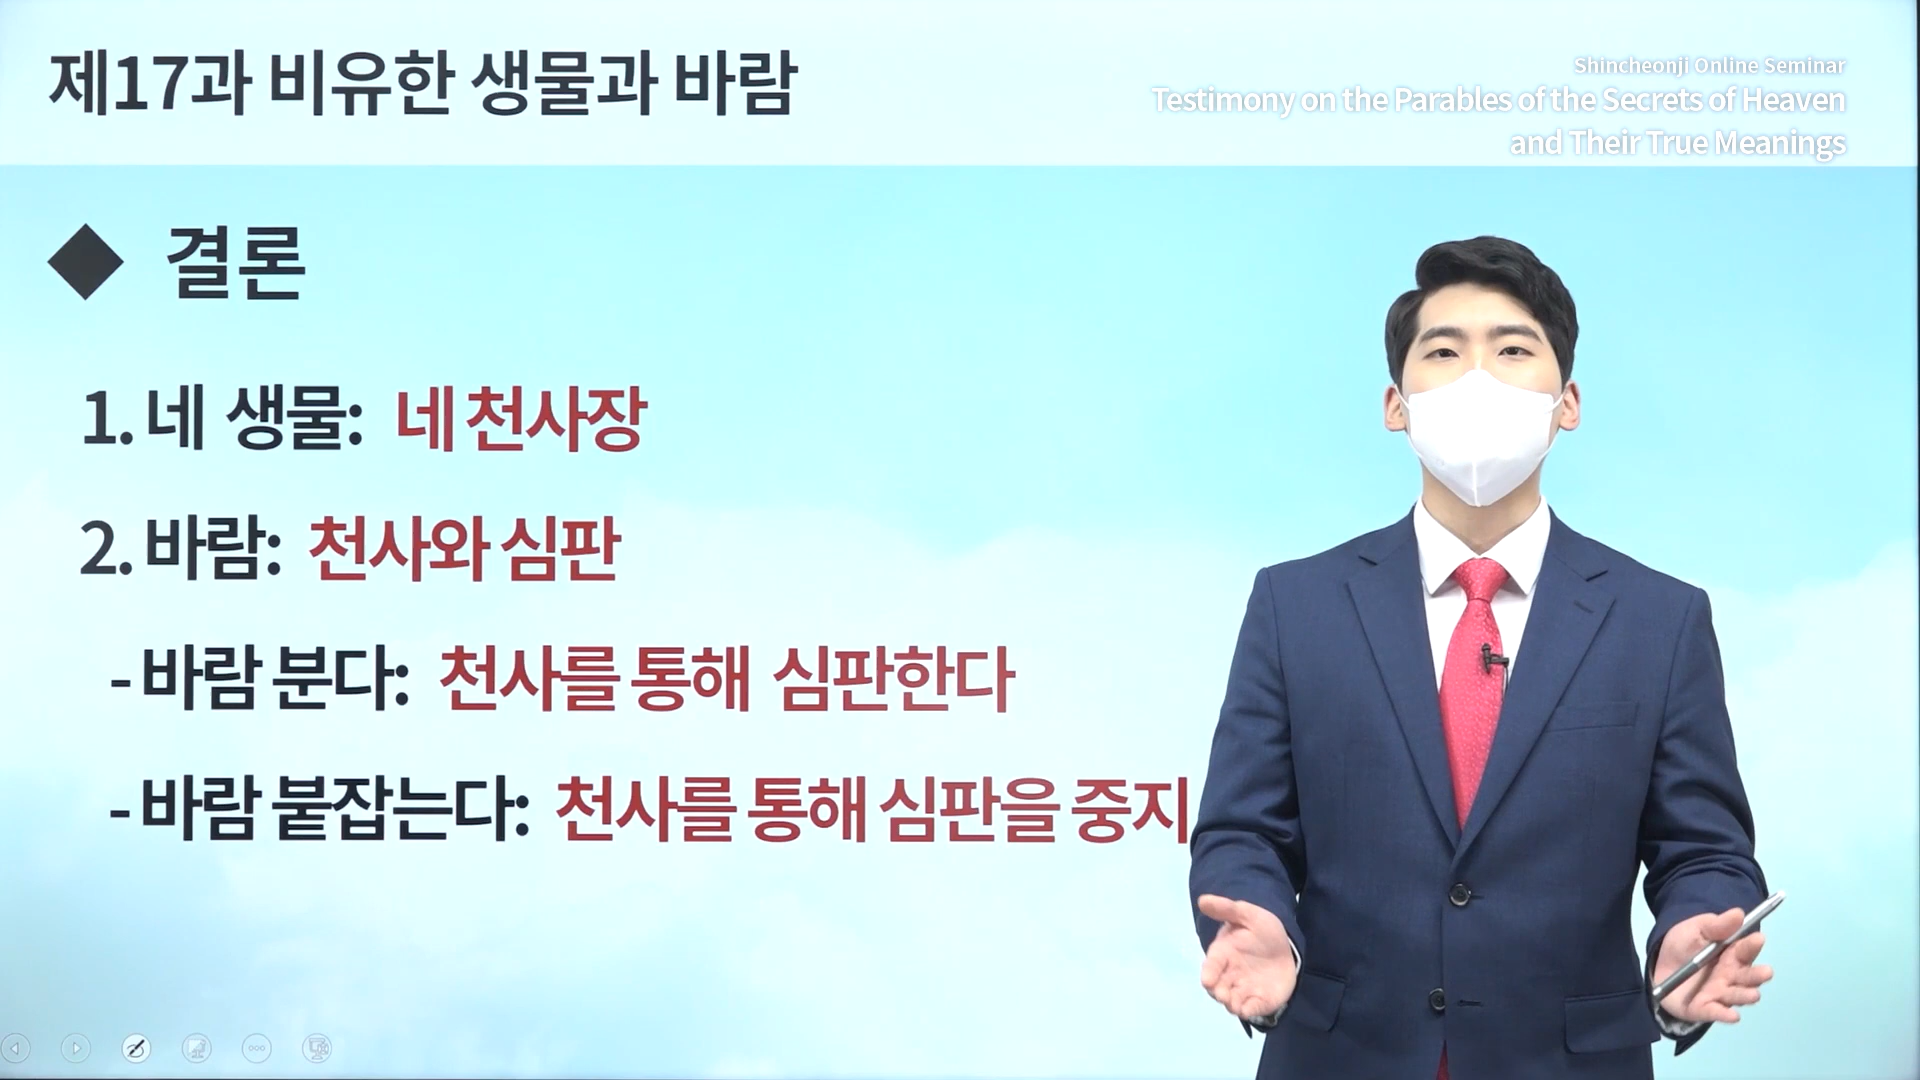 제17과 비유한 생물과 바람
Shincheonji Online Seminar
Testimony on the Parables of the Secrets of Heaven
and Their True Meanings
◆ 결론
1. 네 생물: 네 천사장
2. 바람: 천사와 심판
- 바람 분다: 천사를 통해 심판한다
- 바람 붙잡는다: 천사를 통해 심판을 중지